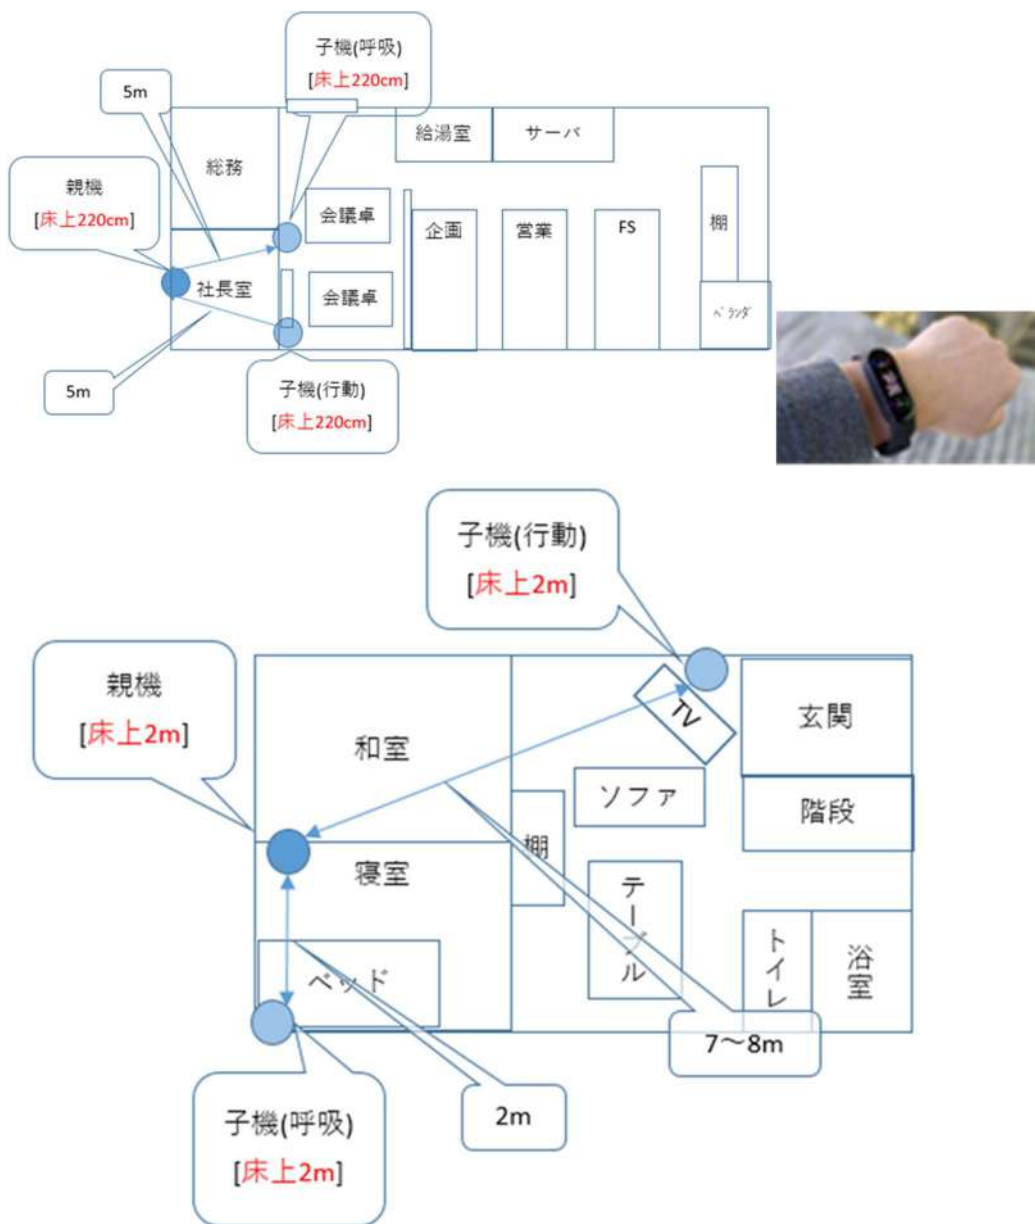 子機(呼吸)
[床上220cm]
5m
給湯室
サーバ
総務
親機
[床上220cm]
会議卓
企画
営業
FS
棚
社長室
会議卓
ベランダ
5m
子機(行動)
[床上220cm]
子機(行動)
[床上2m]
親機
[床上2m]
TV
玄関
和室
ソファ
階段
棚
寝室
テーブル
トイレ
浴室
ベッド
7～8m
2m
子機(呼吸)
[床上2m]